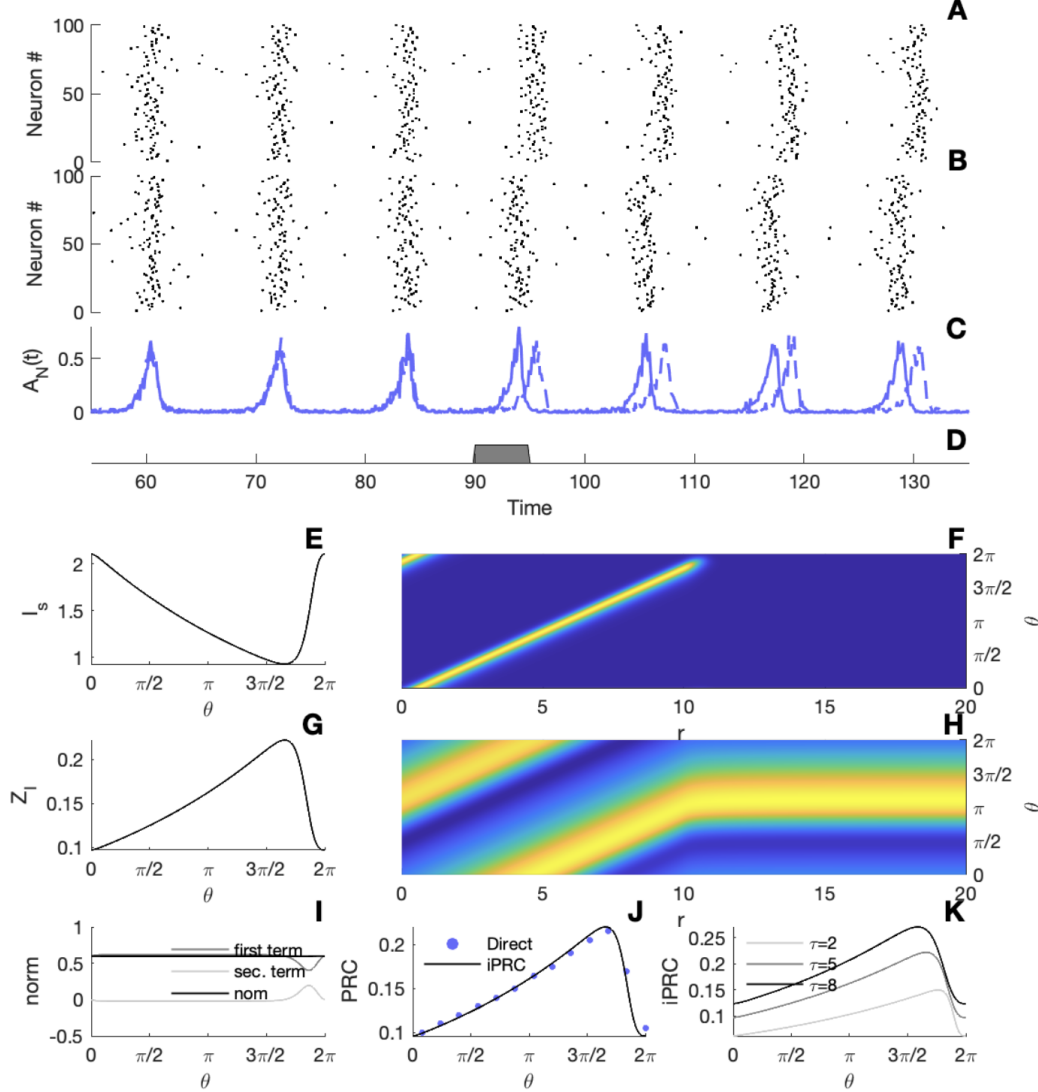 A
100
Neuron #
50
0
B
100
Neuron #
50
0
C
A_N(t)
0.5
0
D
60 70 80 90 100 110 120 130
Time
E
2
I_s
1.5
1
0 π/2 π 3π/2 2π
θ
F
2π
3π/2
π
θ
π/2
0
0 5 10 15 20
r
G
0.2
Z_I
0.15
0.1
0 π/2 π 3π/2 2π
θ
H
2π
3π/2
π
θ
π/2
0
0 5 10 15 20
r
I
1
norm
0.5
0
-0.5
first term
sec. term
nom
0 π/2 π 3π/2 2π
θ
J
0.2
PRC
0.15
0.1
Direct
iPRC
0 π/2 π 3π/2 2π
θ
K
0.25
0.2
iPRC
0.15
0.1
τ=2
τ=5
τ=8
0 π/2 π 3π/2 2π
θ